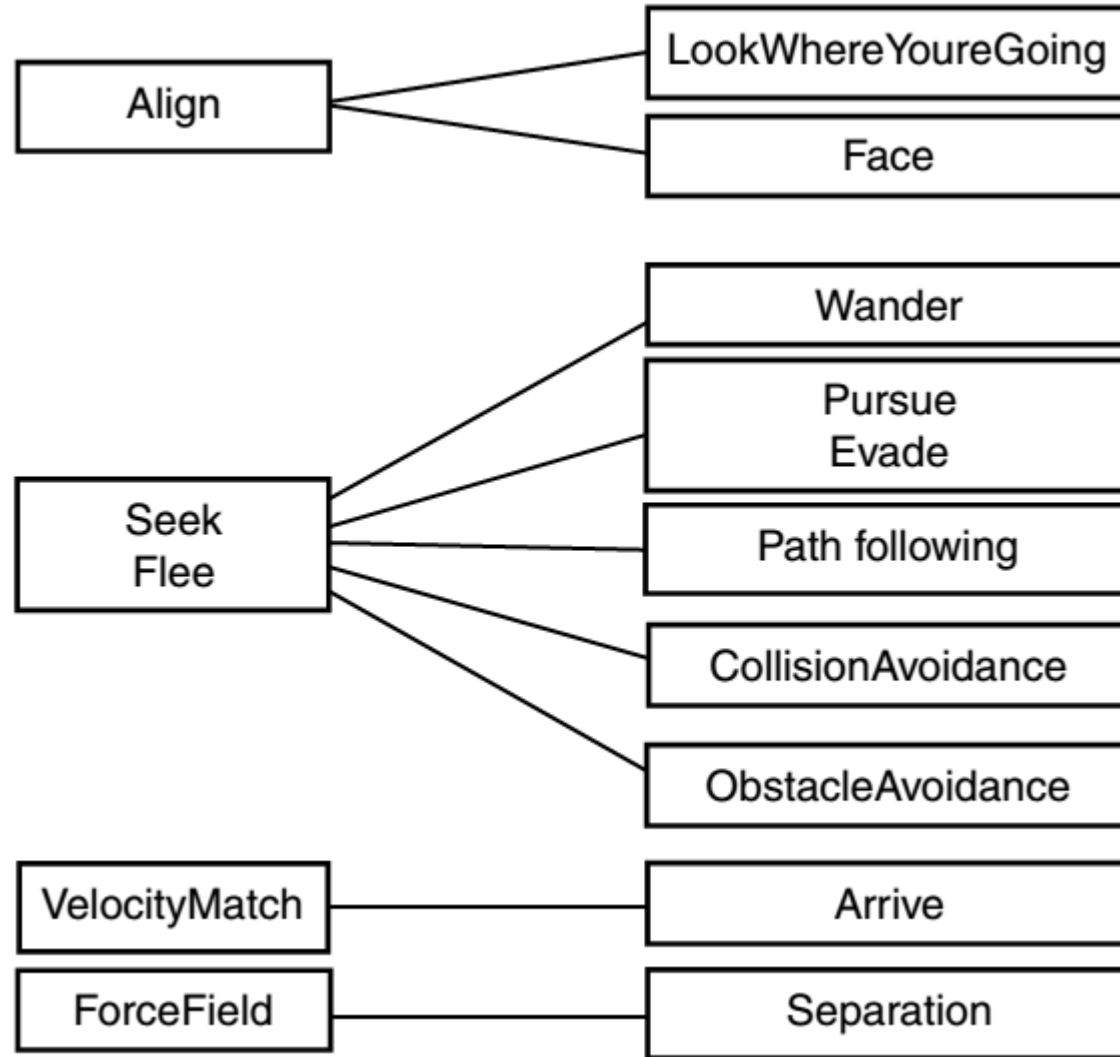 LookWhereYoureGoing
Align
Face
Wander
Pursue
Evade
Seek
Flee
Path following
CollisionAvoidance
ObstacleAvoidance
VelocityMatch
Arrive
ForceField
Separation